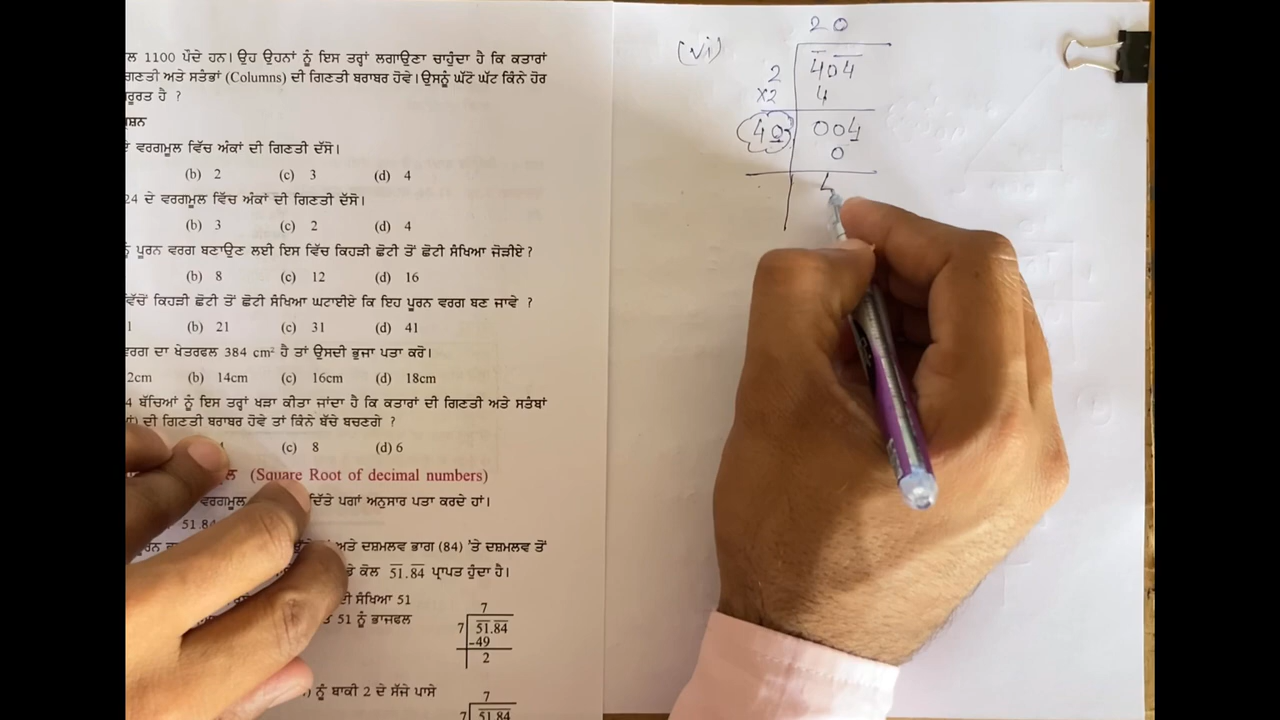 ਲ 1100 ਪੌਦੇ ਹਨ। ਉਹ ਉਹਨਾਂ ਨੂੰ ਇਸ ਤਰ੍ਹਾਂ ਲਗਾਉਣਾ ਚਾਹੁੰਦਾ ਹੈ ਕਿ ਕਤਾਰਾਂ
ਗਿਣਤੀ ਅਤੇ ਸਤੰਭਾਂ (Columns) ਦੀ ਗਿਣਤੀ ਬਰਾਬਰ ਹੋਵੇ। ਉਸਨੂੰ ਘੱਟੋ ਘੱਟ ਕਿੰਨੇ ਹੋਰ
ਰੂਰਤ ਹੈ ?
ਸ਼ਨ
ਦੇ ਵਰਗਮੂਲ ਵਿੱਚ ਅੰਕਾਂ ਦੀ ਗਿਣਤੀ ਦੱਸੋ।
(b) 2 (c) 3 (d) 4
24 ਦੇ ਵਰਗਮੂਲ ਵਿੱਚ ਅੰਕਾਂ ਦੀ ਗਿਣਤੀ ਦੱਸੋ।
(b) 3 (c) 2 (d) 4
ਨੂੰ ਪੂਰਨ ਵਰਗ ਬਣਾਉਣ ਲਈ ਇਸ ਵਿੱਚ ਕਿਹੜੀ ਛੋਟੀ ਤੋਂ ਛੋਟੀ ਸੰਖਿਆ ਜੋੜੀਏ ?
(b) 8 (c) 12 (d) 16
ਵਿੱਚੋਂ ਕਿਹੜੀ ਛੋਟੀ ਤੋਂ ਛੋਟੀ ਸੰਖਿਆ ਘਟਾਈਏ ਕਿ ਇਹ ਪੂਰਨ ਵਰਗ ਬਣ ਜਾਵੇ ?
1 (b) 21 (c) 31 (d) 41
ਵਰਗ ਦਾ ਖੇਤਰਫਲ 384 cm² ਹੈ ਤਾਂ ਉਸਦੀ ਭੁਜਾ ਪਤਾ ਕਰੋ।
2cm (b) 14cm (c) 16cm (d) 18cm
4 ਬੱਚਿਆਂ ਨੂੰ ਇਸ ਤਰ੍ਹਾਂ ਖੜਾ ਕੀਤਾ ਜਾਂਦਾ ਹੈ ਕਿ ਕਤਾਰਾਂ ਦੀ ਗਿਣਤੀ ਅਤੇ ਸਤੰਭਾਂ
ਦੀ ਗਿਣਤੀ ਬਰਾਬਰ ਹੋਵੇ ਤਾਂ ਕਿੰਨੇ ਬੱਚੇ ਬਚਣਗੇ ?
(c) 8 (d) 6
(Square Root of decimal numbers)
ਵਰਗਮੂਲ ਦਿੱਤੇ ਪਗਾਂ ਅਨੁਸਾਰ ਪਤਾ ਕਰਦੇ ਹਾਂ।
51.84
ਅਤੇ ਦਸ਼ਮਲਵ ਭਾਗ (84) 'ਤੇ ਦਸ਼ਮਲਵ ਤੋਂ
ਕੋਲ 51.84 ਪ੍ਰਾਪਤ ਹੁੰਦਾ ਹੈ।
ਦੀ ਸੰਖਿਆ 51
51 ਨੂੰ ਭਾਜਫਲ
7
7 51.84
-49
2
ਨੂੰ ਬਾਕੀ 2 ਦੇ ਸੱਜੇ ਪਾਸੇ
7
7 51.84
(vi)
20
2 404
×2 4
40 004
0
4